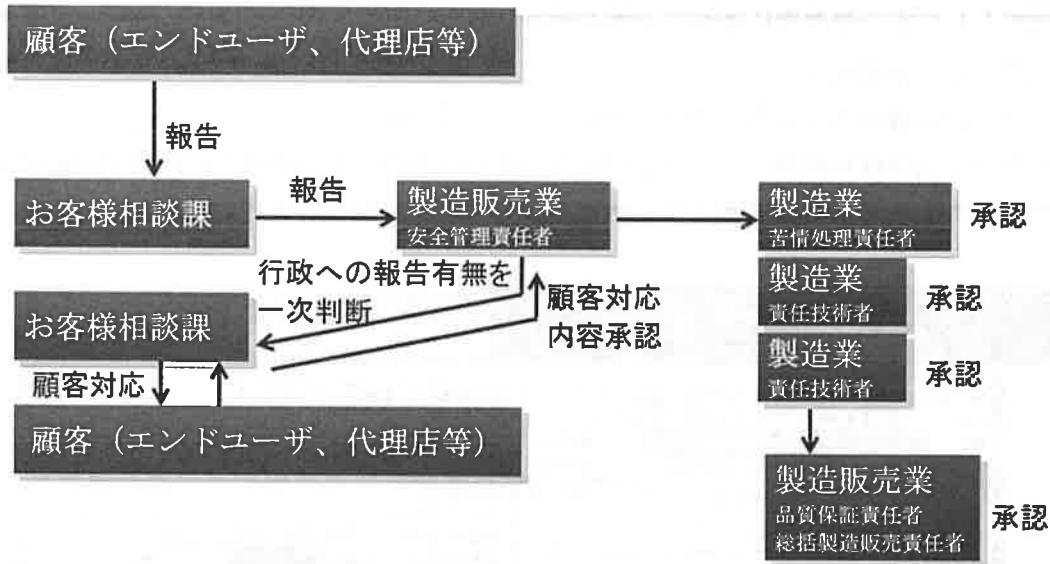 顧客（エンドユーザ、代理店等）
報告
お客様相談課
報告
製造販売業
安全管理責任者
製造業
苦情処理責任者
承認
行政への報告有無を
一次判断
顧客対応
内容承認
製造業
責任技術者
承認
お客様相談課
製造業
責任技術者
承認
顧客対応
顧客（エンドユーザ、代理店等）
製造販売業
品質保証責任者
総括製造販売責任者
承認